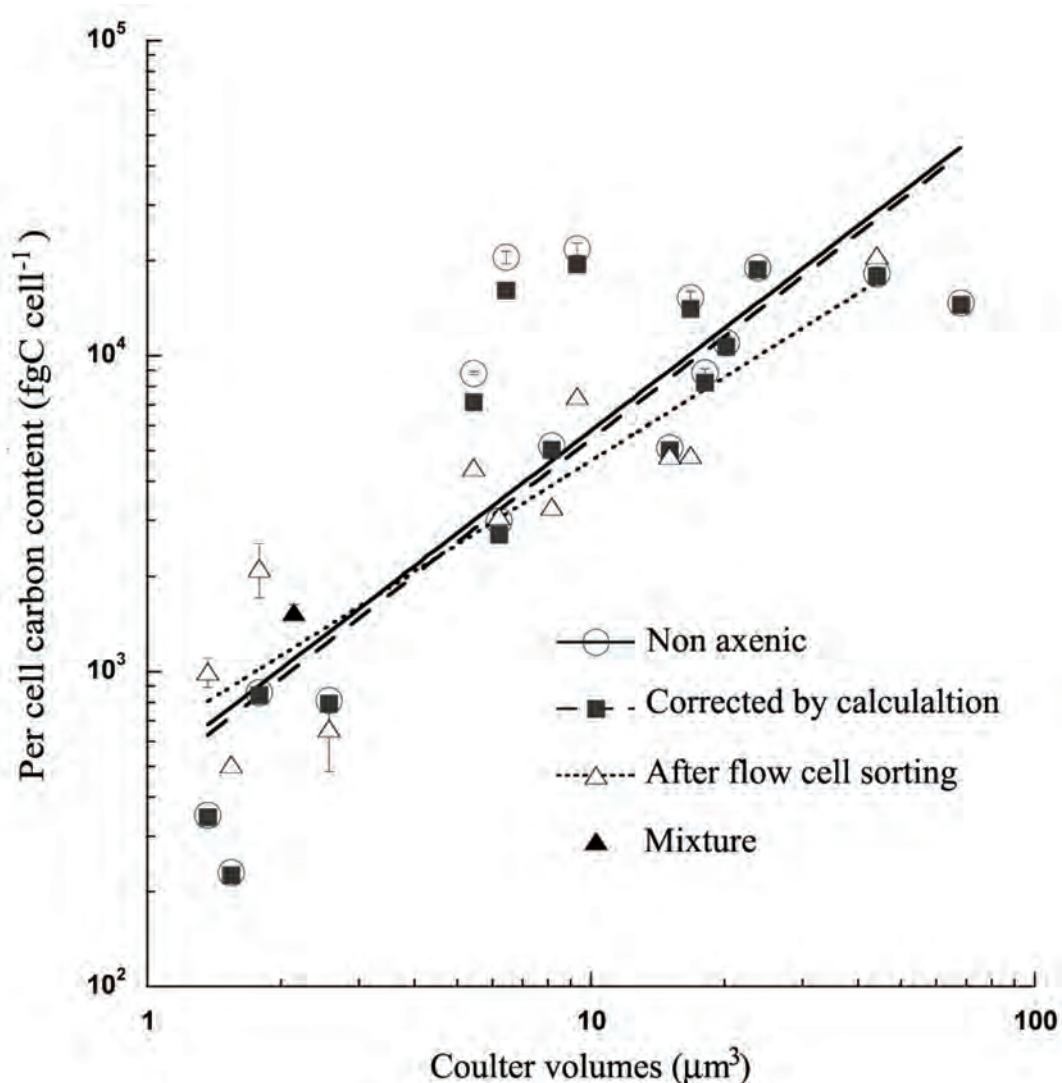 10⁵
10⁴
10³
10²
Per cell carbon content (fgC cell⁻¹)
Non axenic
Corrected by calculaltion
After flow cell sorting
Mixture
1
10
100
Coulter volumes (μm³)